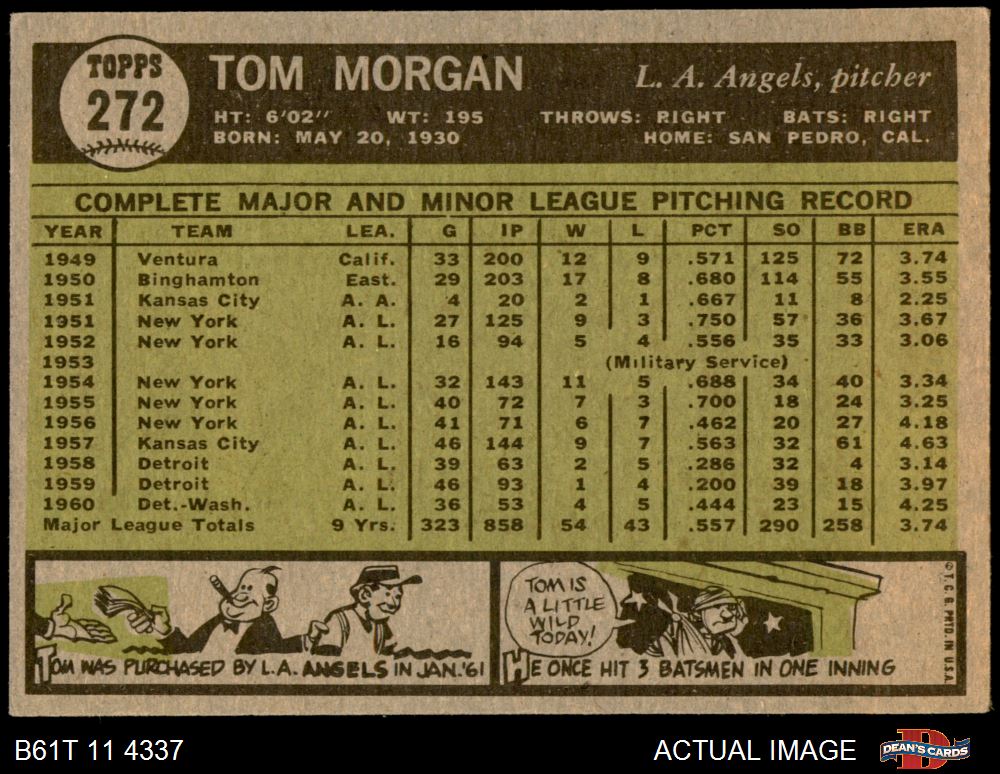 TOPPS
272
TOM MORGAN L. A. Angels, pitcher
HT: 6'02" WT: 195 THROWS: RIGHT BATS: RIGHT
BORN: MAY 20, 1930 HOME: SAN PEDRO, CAL.
COMPLETE MAJOR AND MINOR LEAGUE PITCHING RECORD
YEAR TEAM LEA. G IP W L PCT SO BB ERA
1949 Ventura Calif. 33 200 12 9 .571 125 72 3.74
1950 Binghamton East. 29 203 17 8 .680 114 55 3.55
1951 Kansas City A. A. 4 20 2 1 .667 11 8 2.25
1951 New York A. L. 27 125 9 3 .750 57 36 3.67
1952 New York A. L. 16 94 5 4 .556 35 33 3.06
1953 (Military Service)
1954 New York A. L. 32 143 11 5 .688 34 40 3.34
1955 New York A. L. 40 72 7 3 .700 18 24 3.25
1956 New York A. L. 41 71 6 7 .462 20 27 4.18
1957 Kansas City A. L. 46 144 9 7 .563 32 61 4.63
1958 Detroit A. L. 39 63 2 5 .286 32 4 3.14
1959 Detroit A. L. 46 93 1 4 .200 39 18 3.97
1960 Det.-Wash. A. L. 36 53 4 5 .444 23 15 4.25
Major League Totals 9 Yrs. 323 858 54 43 .557 290 258 3.74
TOM WAS PURCHASED BY L.A. ANGELS IN JAN. '61
TOM IS
A LITTLE
WILD
TODAY!
HE ONCE HIT 3 BATSMEN IN ONE INNING
© T. C. G. PRTD. IN U.S.A.
B61T 11 4337 ACTUAL IMAGE
DEAN'S CARDS